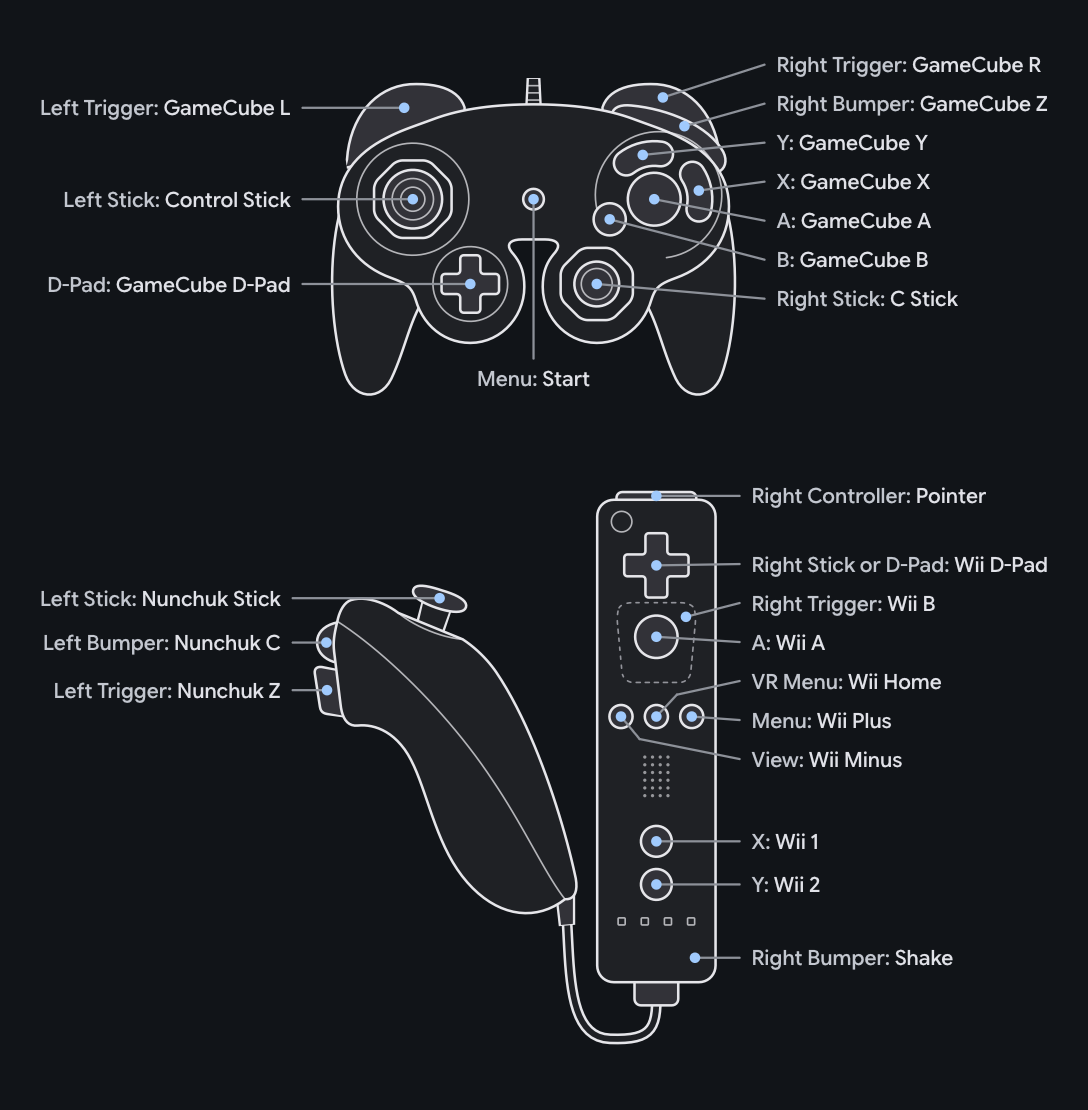 Right Trigger: GameCube R
Left Trigger: GameCube L
Right Bumper: GameCube Z
Y: GameCube Y
X: GameCube X
Left Stick: Control Stick
A: GameCube A
B: GameCube B
D-Pad: GameCube D-Pad
Right Stick: C Stick
Menu: Start
Right Controller: Pointer
Right Stick or D-Pad: Wii D-Pad
Left Stick: Nunchuk Stick
Right Trigger: Wii B
Left Bumper: Nunchuk C
A: Wii A
VR Menu: Wii Home
Left Trigger: Nunchuk Z
Menu: Wii Plus
View: Wii Minus
X: Wii 1
Y: Wii 2
Right Bumper: Shake